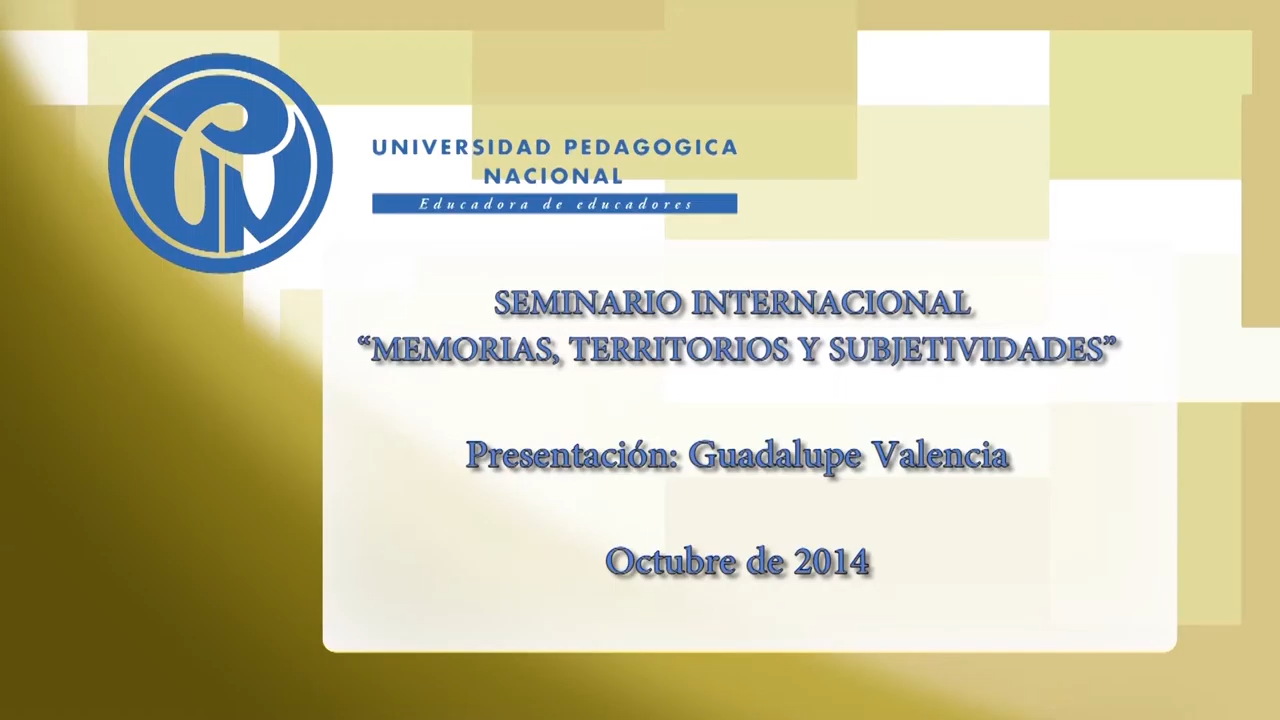 UNIVERSIDAD PEDAGOGICA
NACIONAL
Educadora de educadores
SEMINARIO INTERNACIONAL
“MEMORIAS, TERRITORIOS Y SUBJETIVIDADES”
Presentación: Guadalupe Valencia
Octubre de 2014